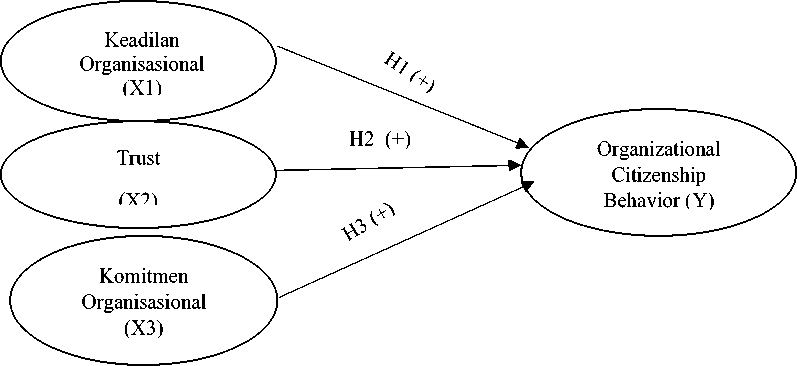 Keadilan
Organisasional
(X1)
H1 (+)
Trust
(X2)
H2 (+)
Komitmen
Organisasional
(X3)
H3 (+)
Organizational
Citizenship
Behavior (Y)